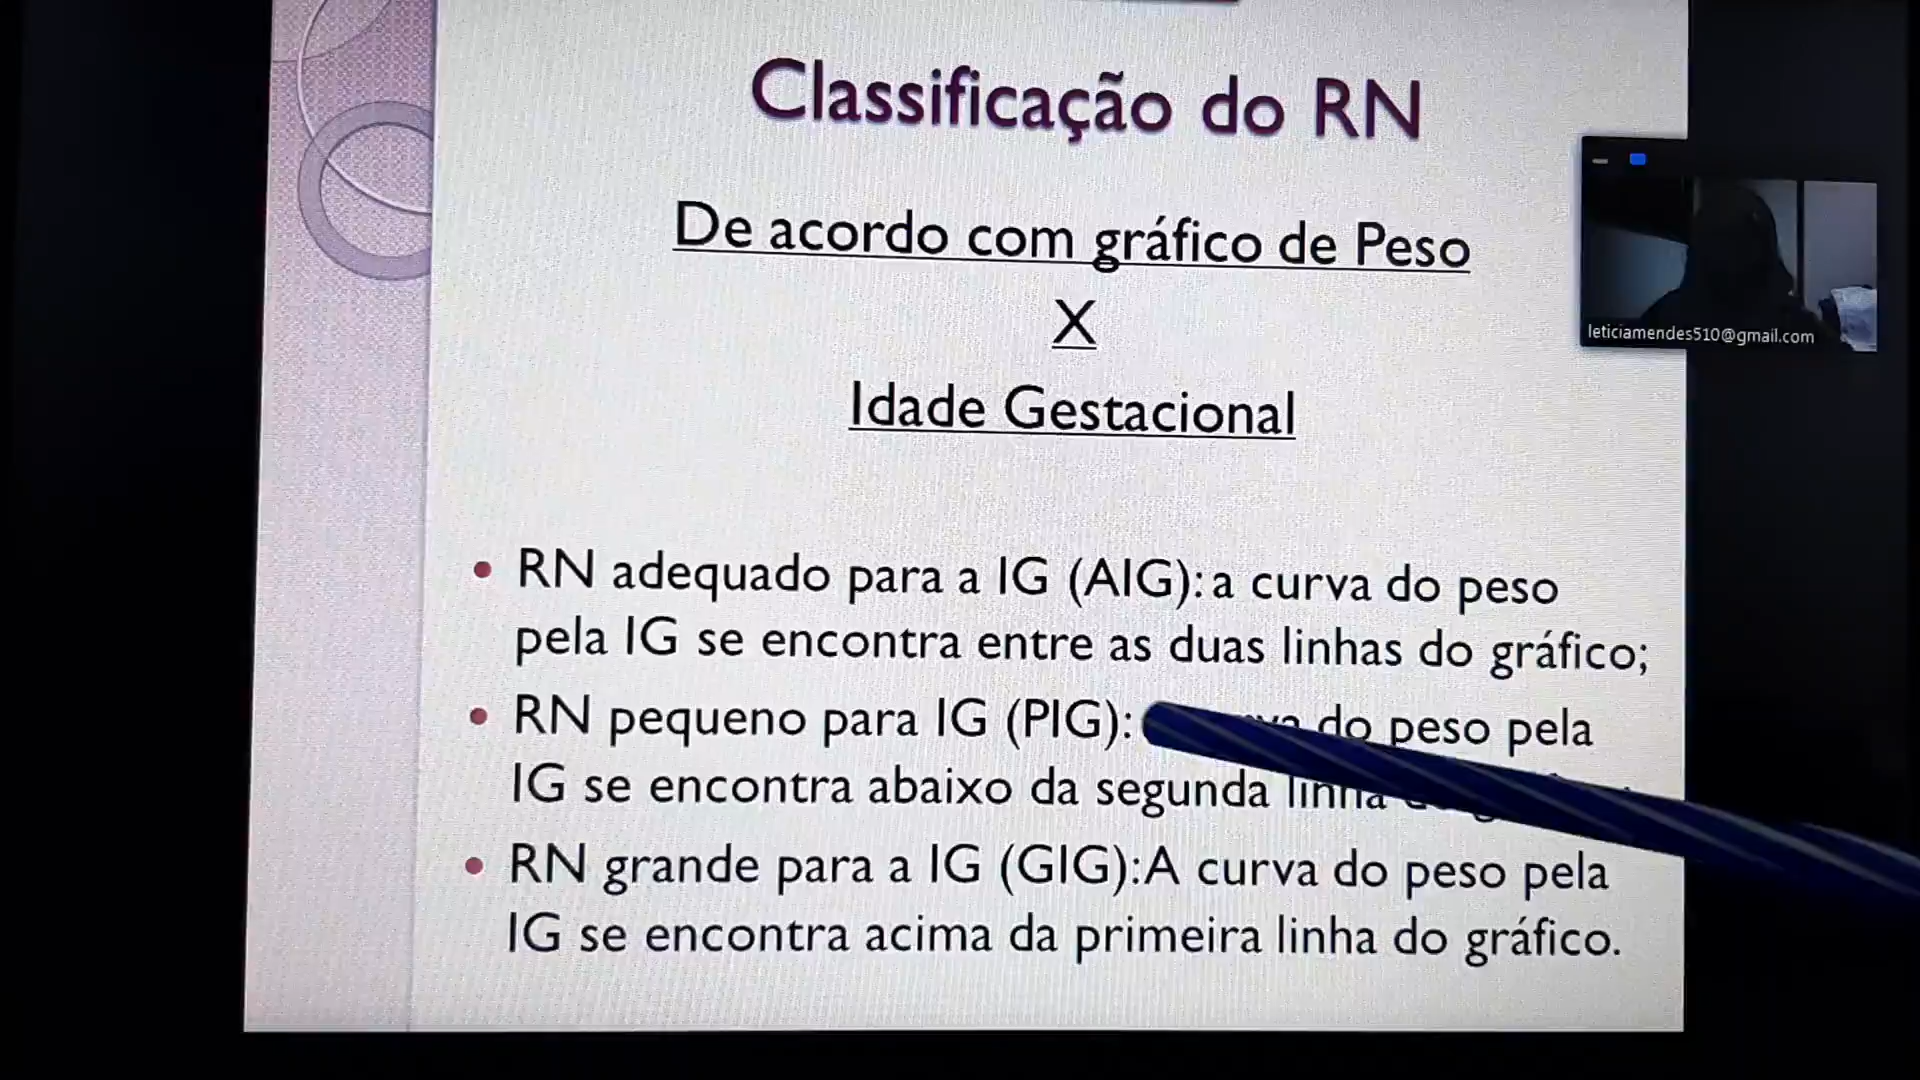 Classificação do RN
De acordo com gráfico de Peso
X
Idade Gestacional
leticiamendes510@gmail.com
• RN adequado para a IG (AIG): a curva do peso
pela IG se encontra entre as duas linhas do gráfico;
• RN pequeno para IG (PIG): do peso pela
IG se encontra abaixo da segunda linha
• RN grande para a IG (GIG): A curva do peso pela
IG se encontra acima da primeira linha do gráfico.